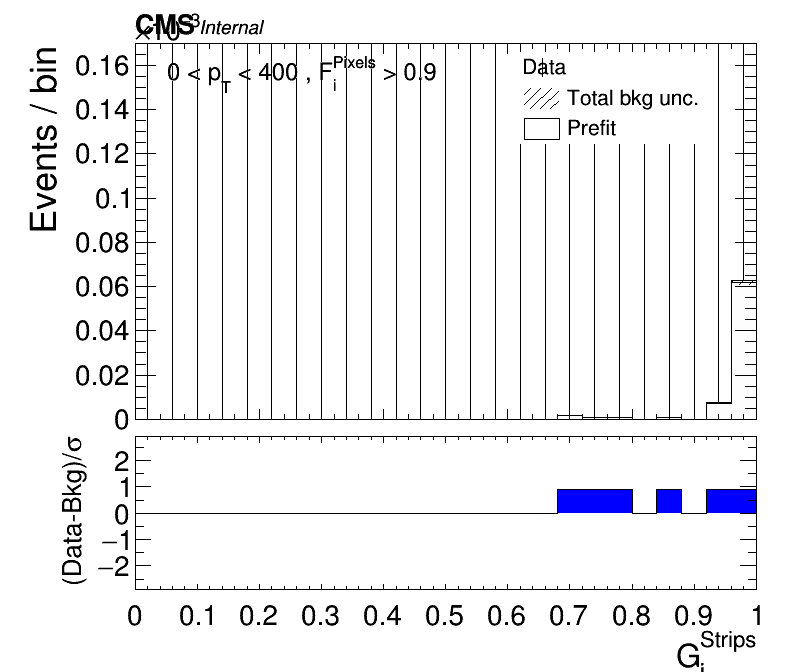 CMS Internal
×10⁻³
0 < p_T < 400 , F_i^Pixels > 0.9
Data
Total bkg unc.
Prefit
Events / bin
0.16
0.14
0.12
0.1
0.08
0.06
0.04
0.02
0
(Data-Bkg)/σ
2
1
0
−1
−2
0 0.1 0.2 0.3 0.4 0.5 0.6 0.7 0.8 0.9 1
G_i^Strips